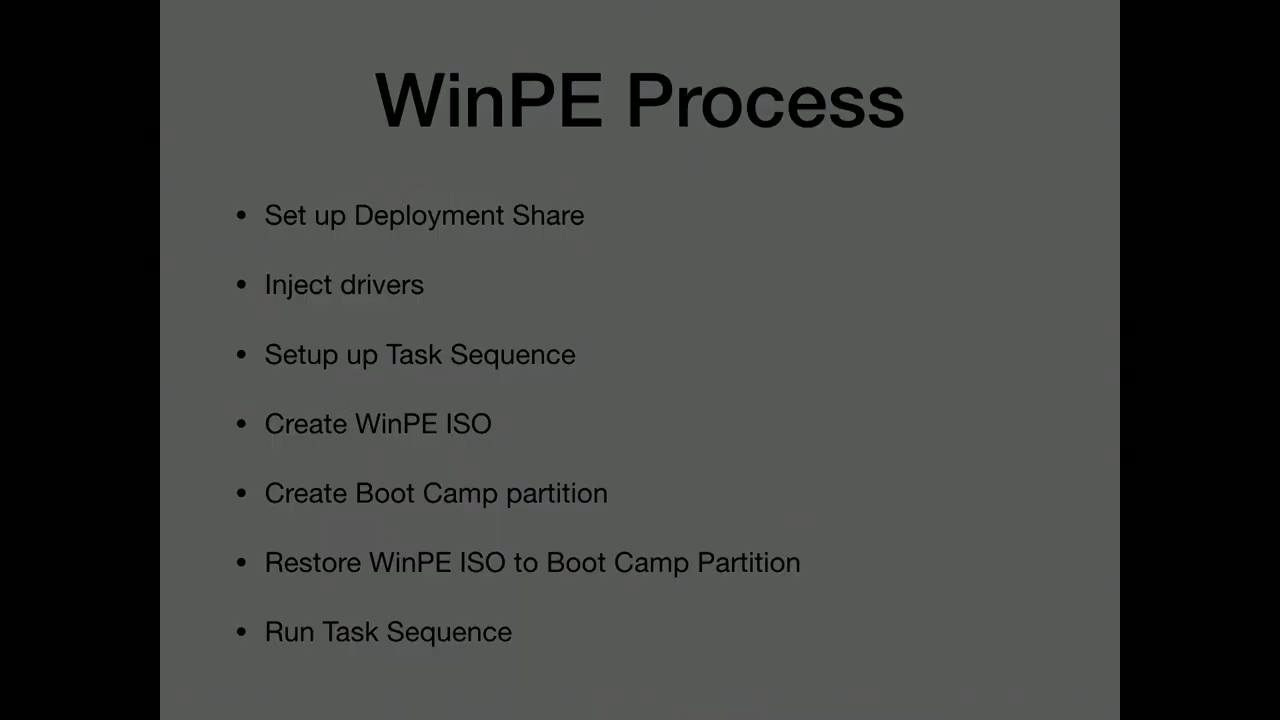 WinPE Process
• Set up Deployment Share
• Inject drivers
• Setup up Task Sequence
• Create WinPE ISO
• Create Boot Camp partition
• Restore WinPE ISO to Boot Camp Partition
• Run Task Sequence